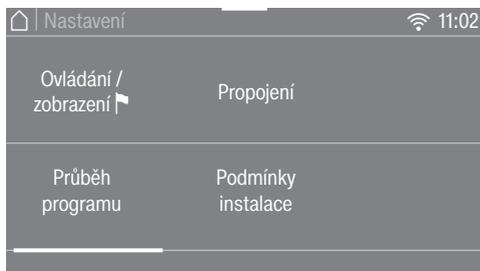 Nastavení 11:02
Ovládání /
zobrazení
Propojení
Průběh
programu
Podmínky
instalace